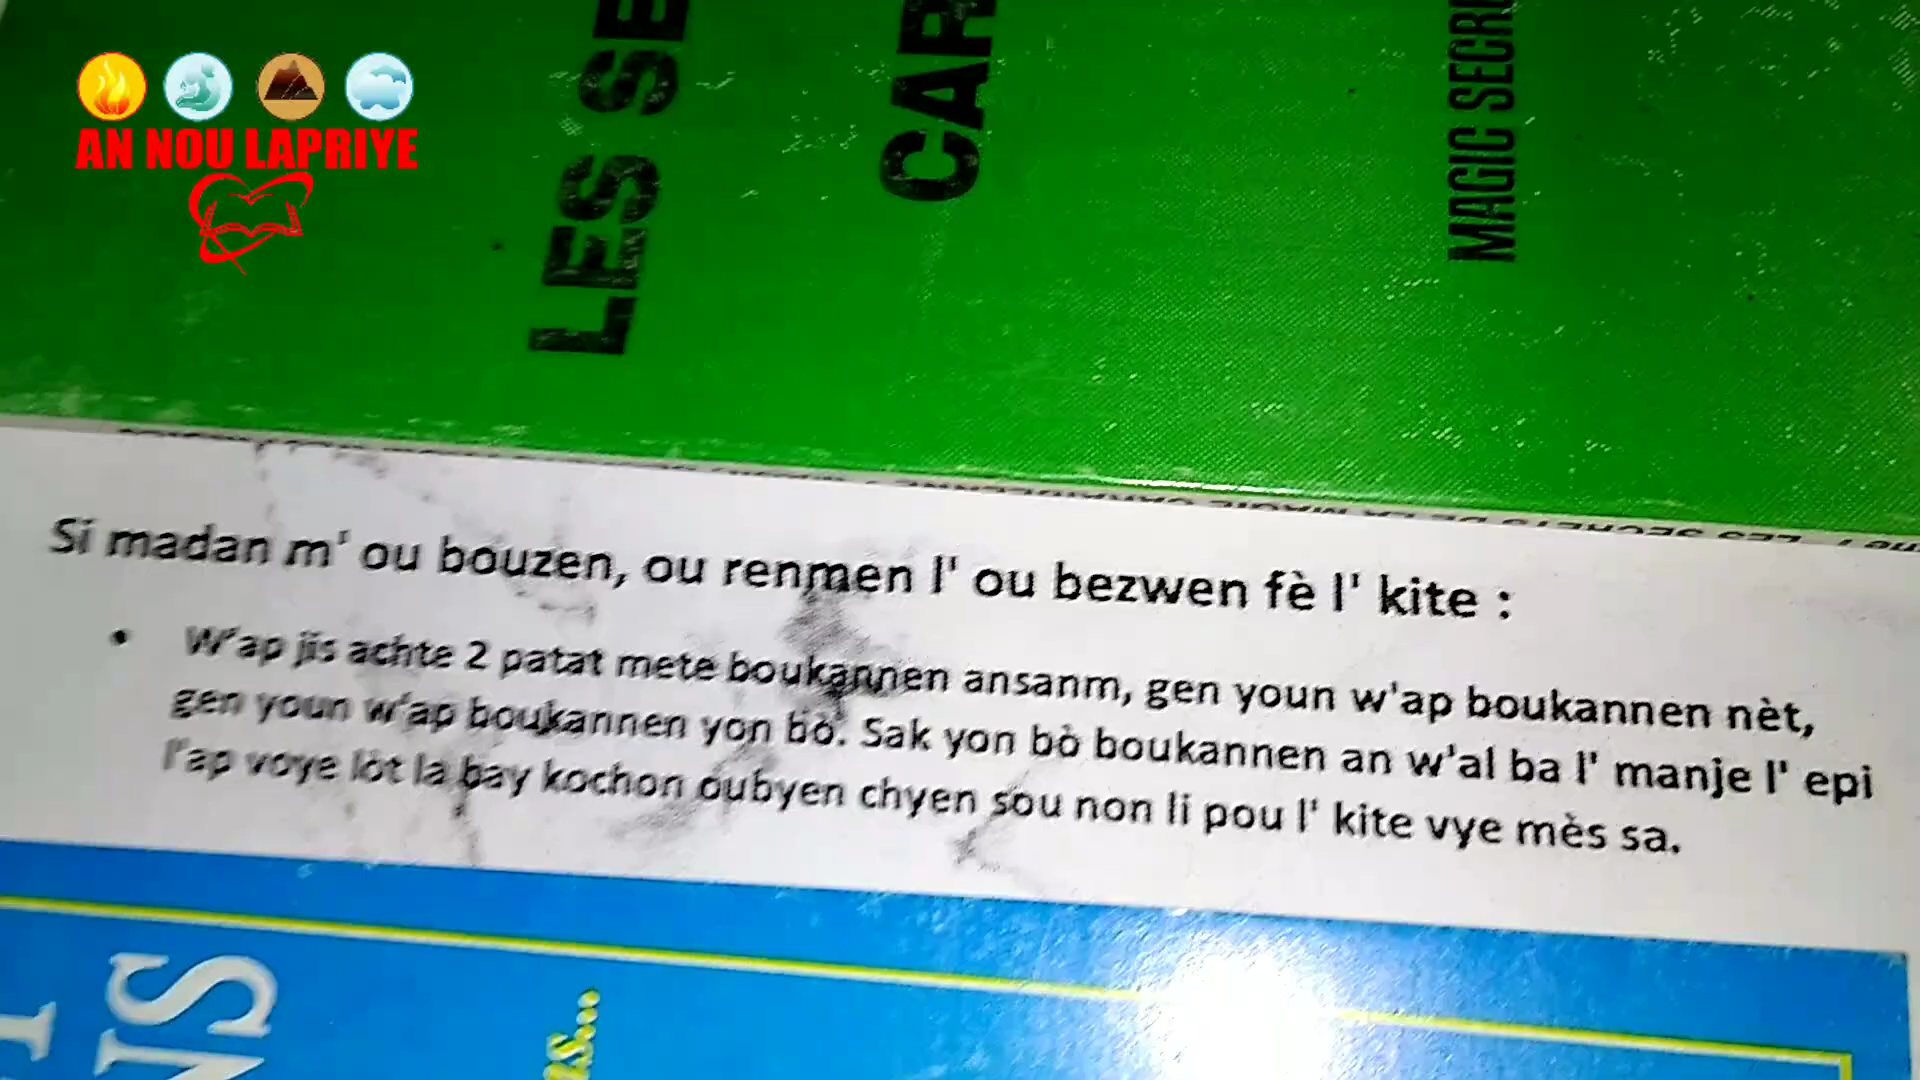 AN NOU LAPRIYE
LES SE
CAR
MAGIC SECR
Si madan m' ou bouzen, ou renmen l' ou bezwen fè l' kite :
• W'ap jis achte 2 patat mete boukannen ansanm, gen youn w'ap boukannen nèt,
gen youn w'ap boukannen yon bò. Sak yon bò boukannen an w'al ba l' manje l' epi
l'ap voye lòt la bay kochon oubyen chyen sou non li pou l' kite vye mès sa.
NS